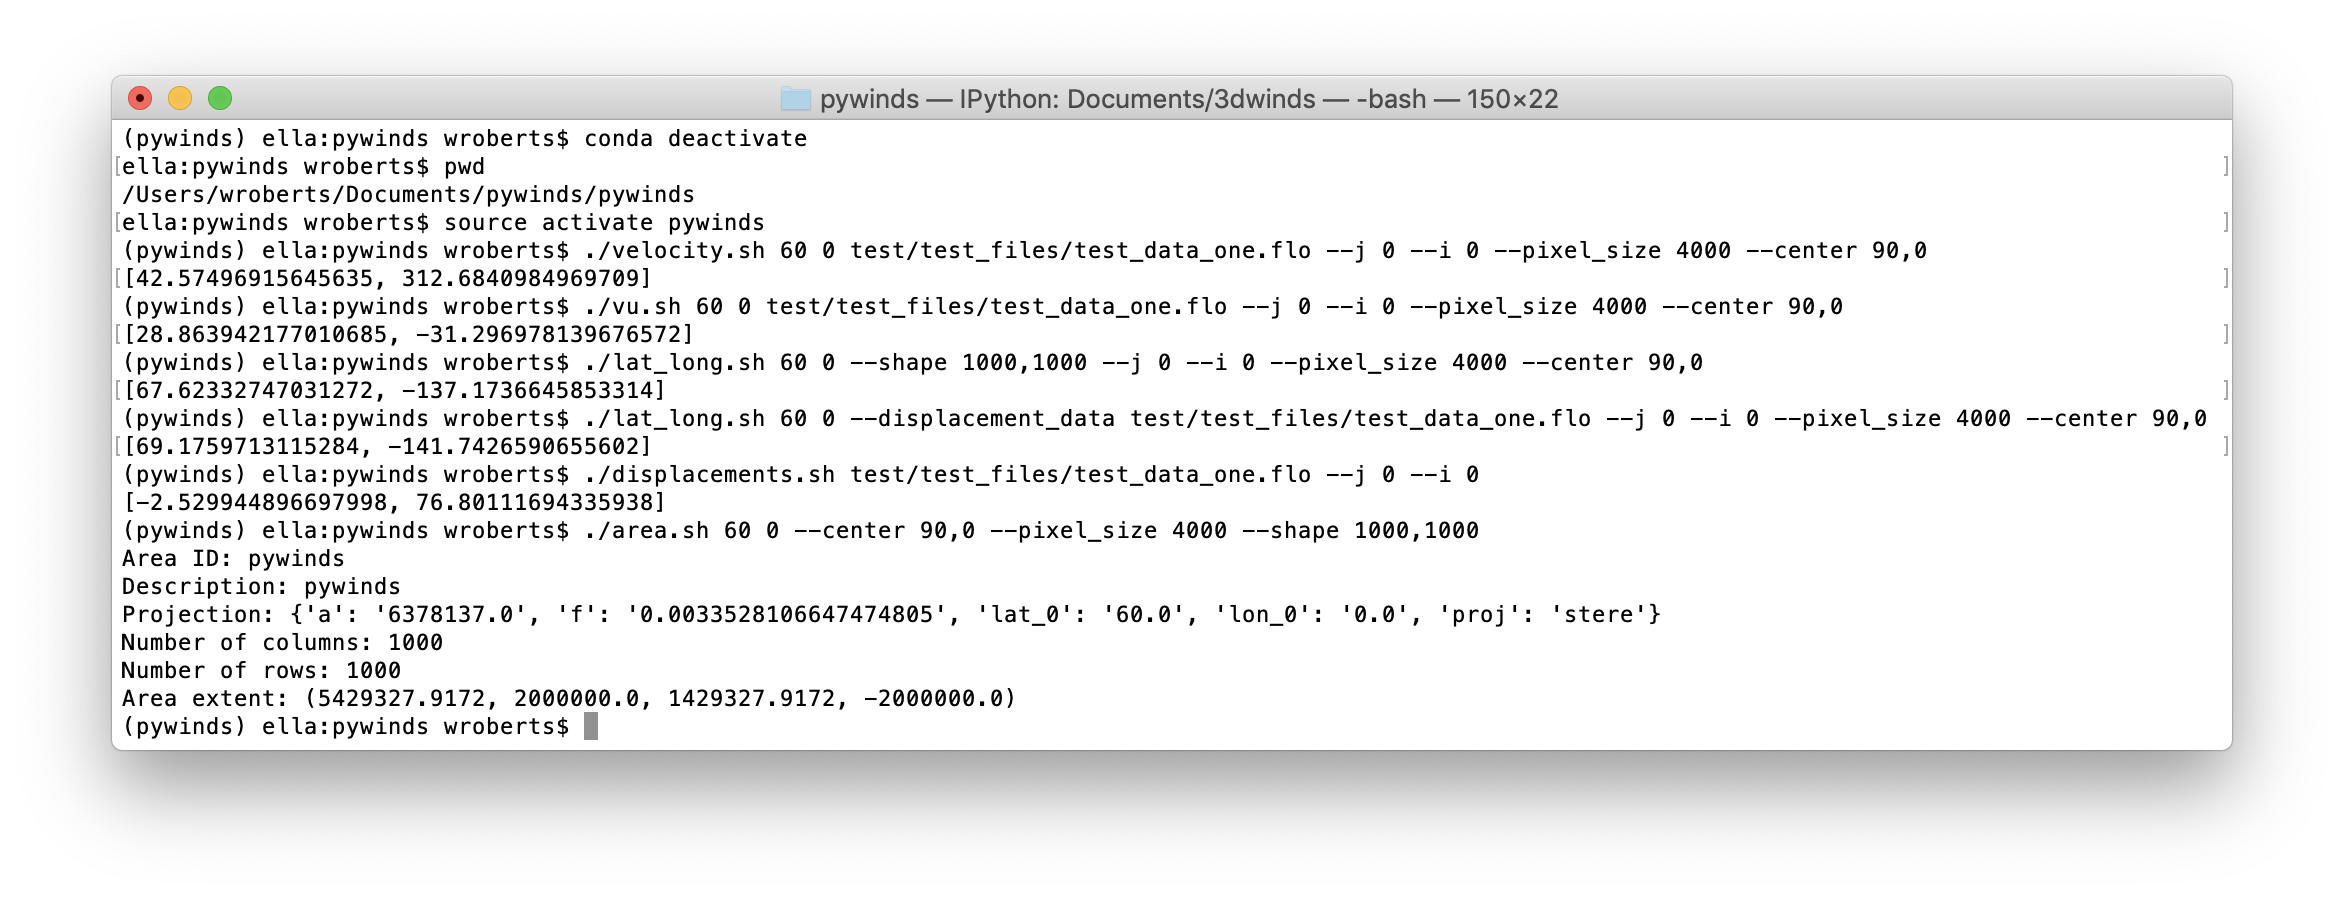 pywinds — IPython: Documents/3dwinds — -bash — 150×22
(pywinds) ella:pywinds wroberts$ conda deactivate
[ella:pywinds wroberts$ pwd ]
/Users/wroberts/Documents/pywinds/pywinds
[ella:pywinds wroberts$ source activate pywinds ]
(pywinds) ella:pywinds wroberts$ ./velocity.sh 60 0 test/test_files/test_data_one.flo --j 0 --i 0 --pixel_size 4000 --center 90,0
[[42.57496915645635, 312.6840984969709] ]
(pywinds) ella:pywinds wroberts$ ./vu.sh 60 0 test/test_files/test_data_one.flo --j 0 --i 0 --pixel_size 4000 --center 90,0
[[28.863942177010685, -31.296978139676572] ]
(pywinds) ella:pywinds wroberts$ ./lat_long.sh 60 0 --shape 1000,1000 --j 0 --i 0 --pixel_size 4000 --center 90,0
[[67.62332747031272, -137.1736645853314] ]
(pywinds) ella:pywinds wroberts$ ./lat_long.sh 60 0 --displacement_data test/test_files/test_data_one.flo --j 0 --i 0 --pixel_size 4000 --center 90,0
[[69.1759713115284, -141.7426590655602] ]
(pywinds) ella:pywinds wroberts$ ./displacements.sh test/test_files/test_data_one.flo --j 0 --i 0
[-2.529944896697998, 76.80111694335938]
(pywinds) ella:pywinds wroberts$ ./area.sh 60 0 --center 90,0 --pixel_size 4000 --shape 1000,1000
Area ID: pywinds
Description: pywinds
Projection: {'a': '6378137.0', 'f': '0.0033528106647474805', 'lat_0': '60.0', 'lon_0': '0.0', 'proj': 'stere'}
Number of columns: 1000
Number of rows: 1000
Area extent: (5429327.9172, 2000000.0, 1429327.9172, -2000000.0)
(pywinds) ella:pywinds wroberts$